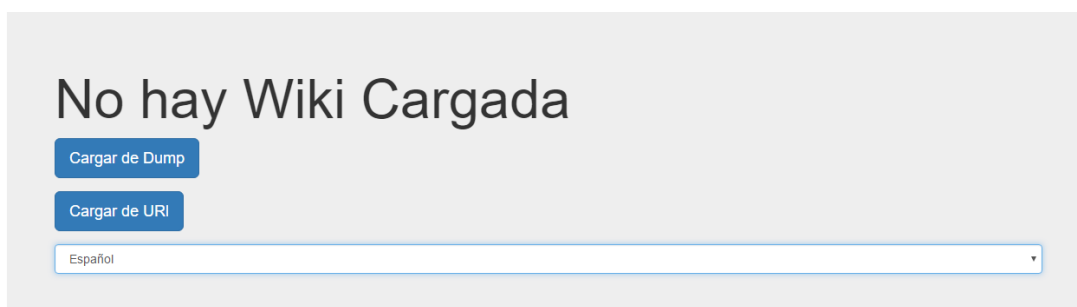 No hay Wiki Cargada
Cargar de Dump
Cargar de URI
Español